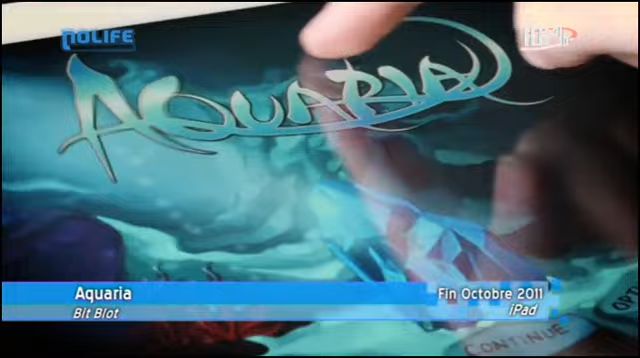 NOLIFE
AQUARIA
Aquaria
Fin Octobre 2011
Bit Blot
iPad
CONTINUE